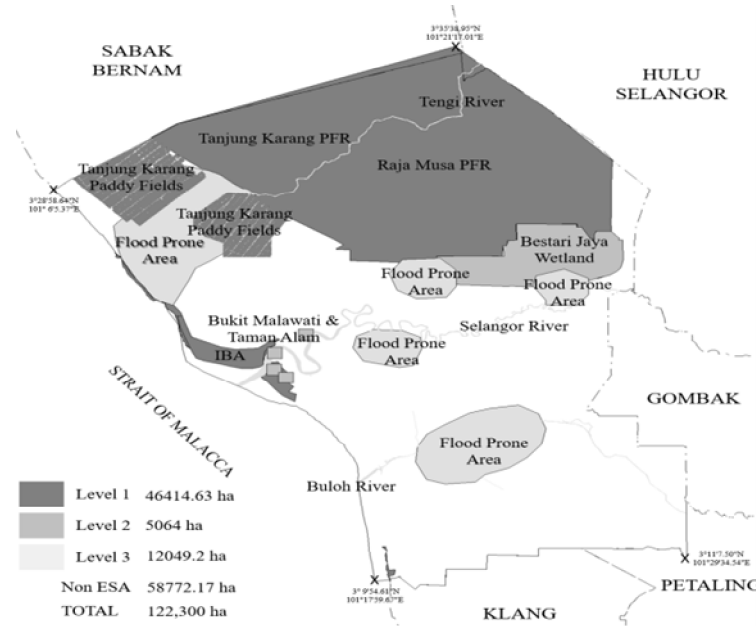 3°35'38.95"N
101°21'17.01"E
SABAK
BERNAM
HULU
SELANGOR
Tengi River
Tanjung Karang PFR
Raja Musa PFR
Tanjung Karang
Paddy Fields
3°28'58.64"N
101° 6'5.37"E
Tanjung Karang
Paddy Fields
Flood Prone
Area
Bestari Jaya
Wetland
Flood Prone
Area
Flood Prone
Area
Bukit Malawati &
Taman Alam
Selangor River
IBA
Flood Prone
Area
STRAIT OF MALACCA
GOMBAK
Flood Prone
Area
Buloh River
Level 1 46414.63 ha
Level 2 5064 ha
Level 3 12049.2 ha
Non ESA 58772.17 ha
TOTAL 122,300 ha
3°11'7.50"N
101°29'34.54"E
3° 9'54.61"N
101°17'59.67"E
PETALING
KLANG